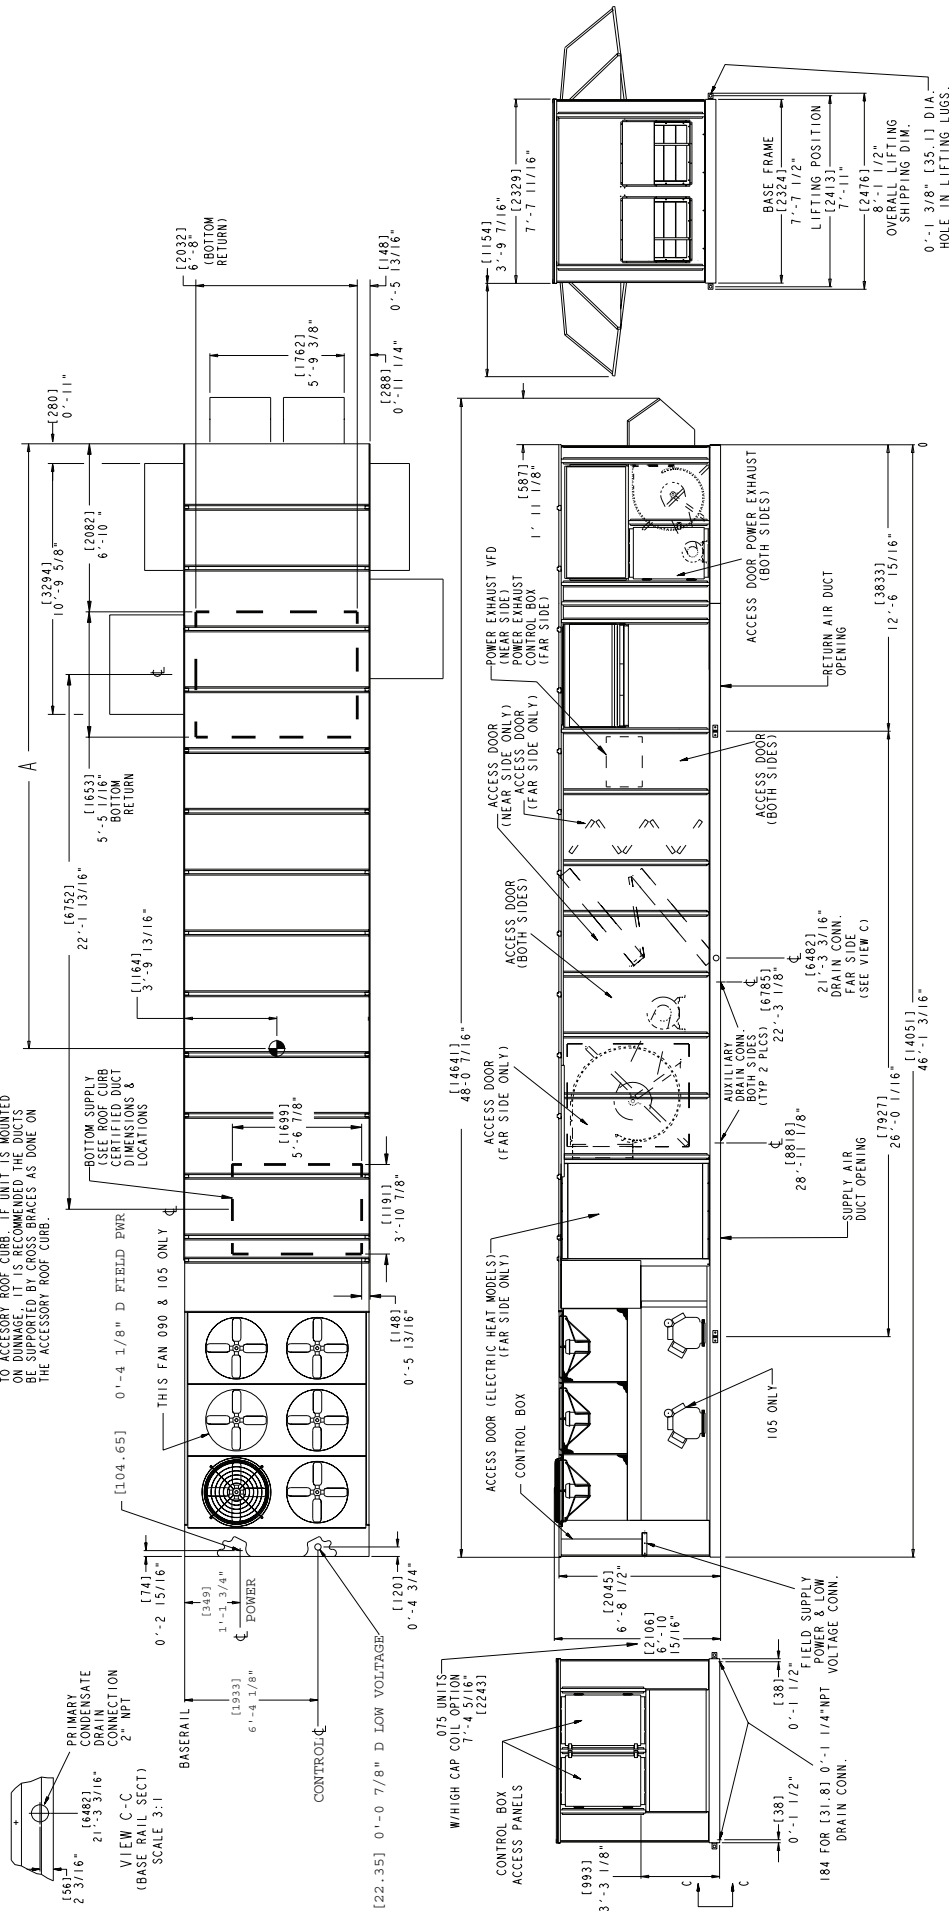 TO ACCESORY ROOF CURB. IF UNIT IS MOUNTED
ON DUNNAGE, IT IS RECOMMENDED THE DUCTS
BE SUPPORTED BY CROSS BRACES AS DONE ON
THE ACCESSORY ROOF CURB.
[104.65] 0'-4 1/8" D FIELD PWR
THIS FAN 090 & 105 ONLY
BOTTOM SUPPLY
(SEE ROOF CURB
CERTIFIED DUCT
DIMENSIONS &
LOCATIONS
A
[6752]
22'-1 13/16"
[1164]
3'-9 13/16"
[1653]
5'-5 1/16"
BOTTOM
RETURN
[3294]
10'-9 5/8"
[2082]
6'-10"
[280]
0'-11"
[2032]
6'-8"
(BOTTOM
RETURN)
[1762]
5'-9 3/8"
[288]
0'-11 1/4"
[148]
0'-5 13/16"
[1699]
5'-6 7/8"
[1191]
3'-10 7/8"
[148]
0'-5 13/16"
[74]
0'-2 15/16"
[349]
1'-1 3/4"
POWER
[1933]
6'-4 1/8"
CONTROL
[120]
0'-4 3/4"
[22.35] 0'-0 7/8" D LOW VOLTAGE
BASERAIL
PRIMARY
CONDENSATE
DRAIN
CONNECTION
2" NPT
[56]
2 3/16"
[6482]
21'-3 3/16"
VIEW C-C
(BASE RAIL SECT)
SCALE 3:1
[1154]
3'-9 7/16"
[2329]
7'-7 11/16"
BASE FRAME
[2324]
7'-7 1/2"
LIFTING POSITION
[2413]
7'-11"
[2476]
8'-1 1/2"
OVERALL LIFTING
SHIPPING DIM.
0'-1 3/8" [35.1] DIA.
HOLE IN LIFTING LUGS.
[14641]
48-0 7/16"
[587]
1' 11 1/8"
CONTROL BOX
ACCESS DOOR (ELECTRIC HEAT MODELS)
(FAR SIDE ONLY)
ACCESS DOOR
(FAR SIDE ONLY)
ACCESS DOOR
(BOTH SIDES)
ACCESS DOOR
(NEAR SIDE ONLY)
ACCESS DOOR
(FAR SIDE ONLY)
POWER EXHAUST VFD
(NEAR SIDE)
POWER EXHAUST
CONTROL BOX
(FAR SIDE)
ACCESS DOOR POWER EXHAUST
(BOTH SIDES)
RETURN AIR DUCT
OPENING
ACCESS DOOR
(BOTH SIDES)
[3833]
12'-6 15/16"
0
[6482]
21'-3 3/16"
DRAIN CONN.
FAR SIDE
(SEE VIEW C)
[6785]
22'-3 1/8"
AUXILIARY
DRAIN CONN.
BOTH SIDES
(TYP 2 PLCS)
[8818]
28'-11 1/8"
[7927]
26'-0 1/16"
[14051]
46'-1 3/16"
SUPPLY AIR
DUCT OPENING
105 ONLY
[2045]
6'-8 1/2"
[2106]
6'-10
15/16"
FIELD SUPPLY
POWER & LOW
VOLTAGE CONN.
075 UNITS
W/HIGH CAP COIL OPTION
7'-4 5/16"
[2243]
CONTROL BOX
ACCESS PANELS
[993]
3'-3 1/8"
[38]
0'-1 1/2"
[38]
0'-1 1/2"
184 FOR [31.8] 0'-1 1/4"NPT
DRAIN CONN.
C
C